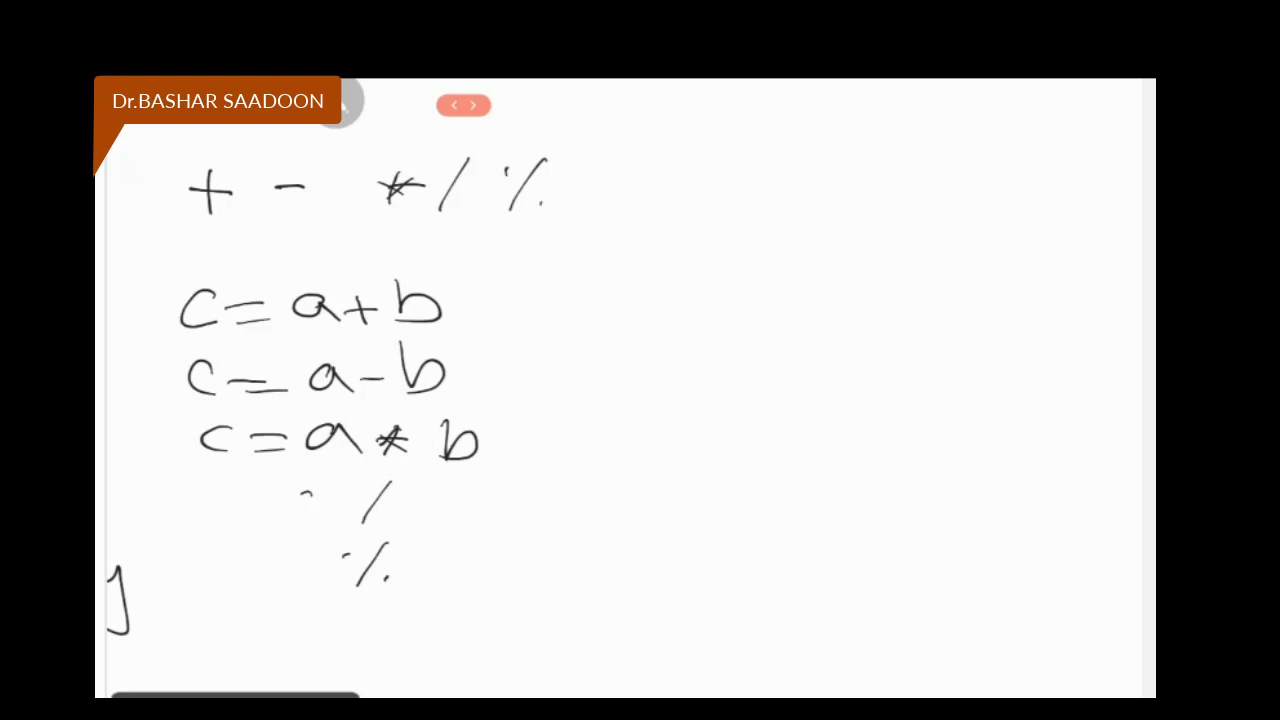 Dr.BASHAR SAADOON
+ - * / %
c = a + b
c = a - b
c = a * b
/
%